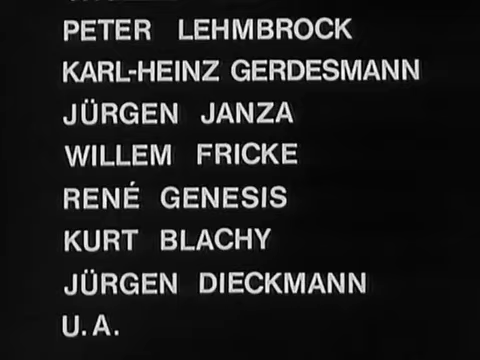 PETER LEHMBROCK
KARL-HEINZ GERDESMANN
JÜRGEN JANZA
WILLEM FRICKE
RENÉ GENESIS
KURT BLACHY
JÜRGEN DIECKMANN
U.A.